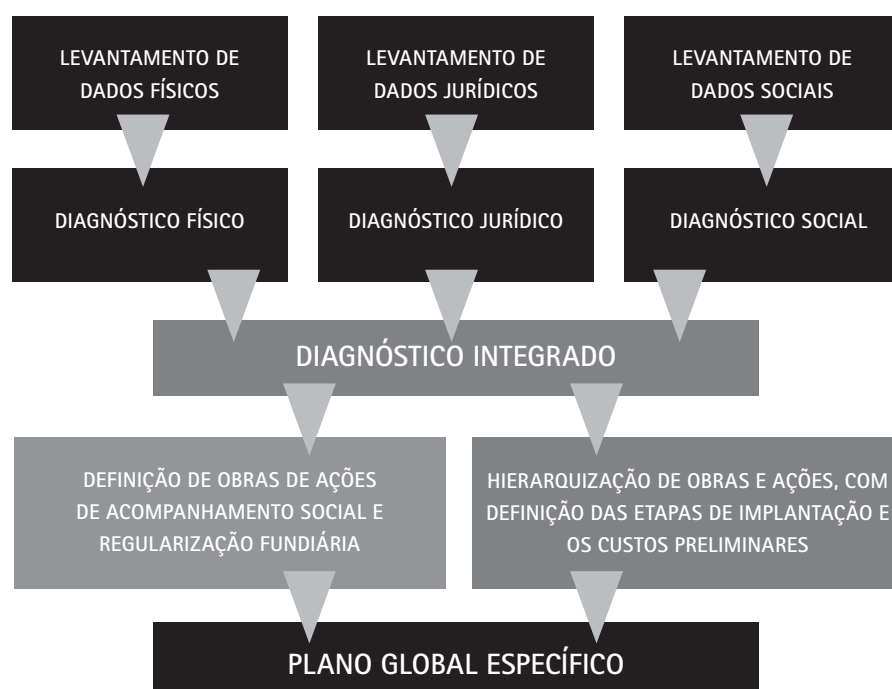 LEVANTAMENTO DE
DADOS FÍSICOS
LEVANTAMENTO DE
DADOS JURÍDICOS
LEVANTAMENTO DE
DADOS SOCIAIS
DIAGNÓSTICO FÍSICO
DIAGNÓSTICO JURÍDICO
DIAGNÓSTICO SOCIAL
DIAGNÓSTICO INTEGRADO
DEFINIÇÃO DE OBRAS DE AÇÕES
DE ACOMPANHAMENTO SOCIAL E
REGULARIZAÇÃO FUNDIÁRIA
HIERARQUIZAÇÃO DE OBRAS E AÇÕES, COM
DEFINIÇÃO DAS ETAPAS DE IMPLANTAÇÃO E
OS CUSTOS PRELIMINARES
PLANO GLOBAL ESPECÍFICO